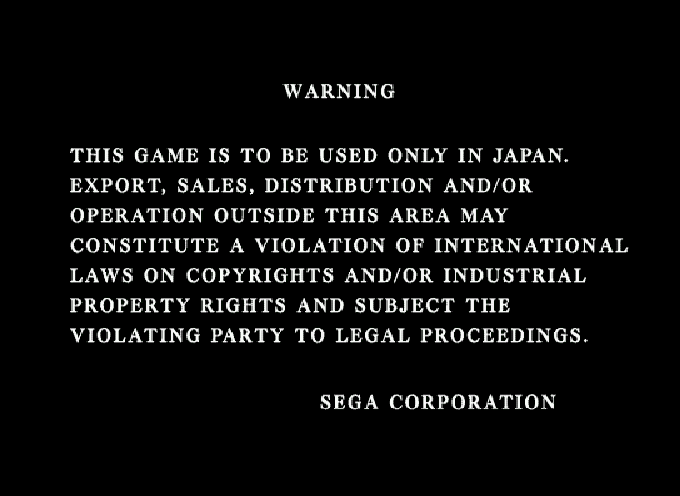 WARNING
THIS GAME IS TO BE USED ONLY IN JAPAN.
EXPORT, SALES, DISTRIBUTION AND/OR
OPERATION OUTSIDE THIS AREA MAY
CONSTITUTE A VIOLATION OF INTERNATIONAL
LAWS ON COPYRIGHTS AND/OR INDUSTRIAL
PROPERTY RIGHTS AND SUBJECT THE
VIOLATING PARTY TO LEGAL PROCEEDINGS.
SEGA CORPORATION